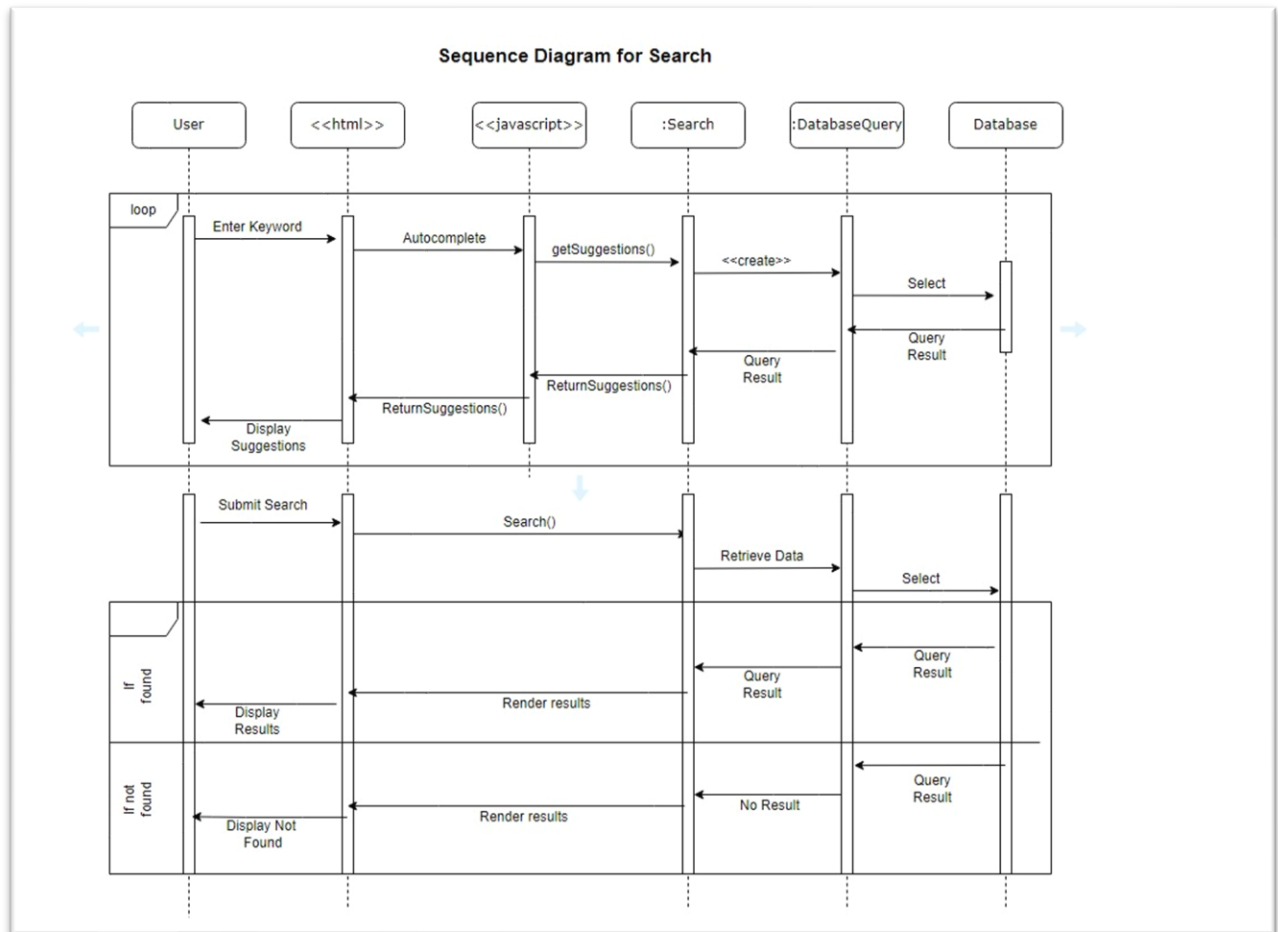 Sequence Diagram for Search
User
<<html>>
<<javascript>>
:Search
:DatabaseQuery
Database
loop
Enter Keyword
Autocomplete
getSuggestions()
<<create>>
Select
Query
Result
Query
Result
ReturnSuggestions()
ReturnSuggestions()
Display
Suggestions
Submit Search
Search()
Retrieve Data
Select
If
found
Query
Result
Query
Result
Render results
Display
Results
If not
found
Query
Result
No Result
Render results
Display Not
Found